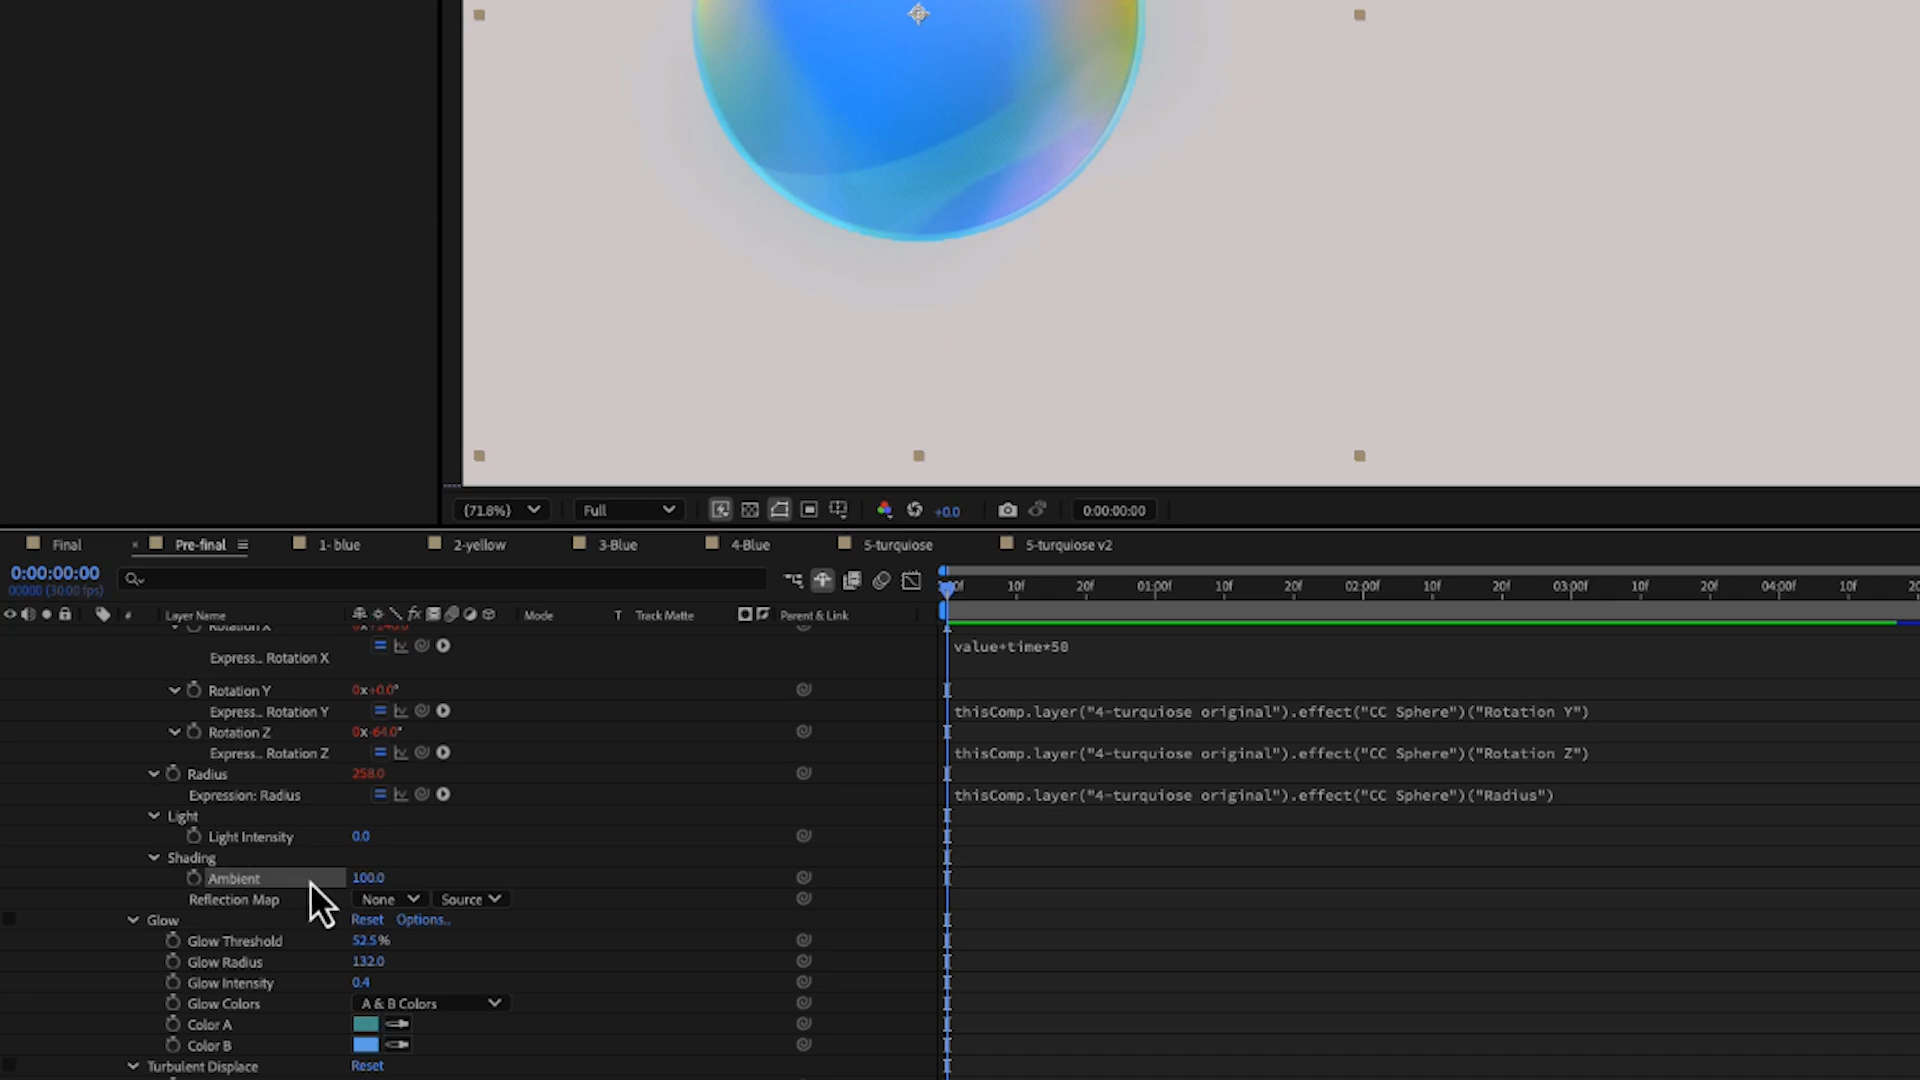 (71.8%) Full +0.0 0:00:00:00
Final Pre-final 1- blue 2-yellow 3-Blue 4-Blue 5-turquiose 5-turquiose v2
0:00:00:00
00000 (30.00 fps)
10f 20f 01:00f 10f 20f 02:00f 10f 20f 03:00f 10f 20f 04:00f 10f
# Layer Name fx Mode T Track Matte Parent & Link
Rotation X
Express... Rotation X value+time*50
Rotation Y 0x+0.0°
Express... Rotation Y thisComp.layer("4-turquiose original").effect("CC Sphere")("Rotation Y")
Rotation Z 0x-64.0°
Express... Rotation Z thisComp.layer("4-turquiose original").effect("CC Sphere")("Rotation Z")
Radius 258.0
Expression: Radius thisComp.layer("4-turquiose original").effect("CC Sphere")("Radius")
Light
Light Intensity 0.0
Shading
Ambient 100.0
Reflection Map None Source
Glow Reset Options...
Glow Threshold 52.5%
Glow Radius 132.0
Glow Intensity 0.4
Glow Colors A & B Colors
Color A
Color B
Turbulent Displace Reset